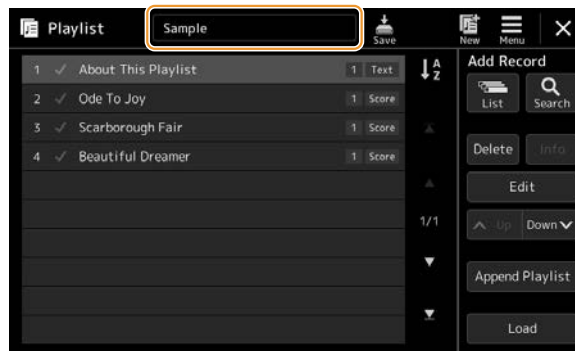 Playlist
Sample
Save
New
Menu
1 About This Playlist 1 Text
2 Ode To Joy 1 Score
3 Scarborough Fair 1 Score
4 Beautiful Dreamer 1 Score
A
Z
1/1
Add Record
List
Search
Delete
Info
Edit
Up
Down
Append Playlist
Load